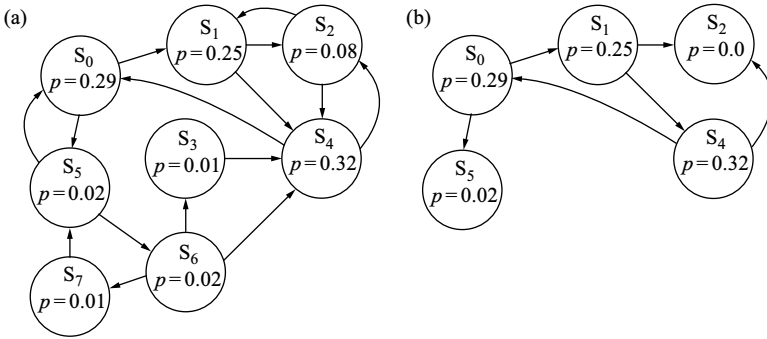 (a)
S0
p=0.29
S1
p=0.25
S2
p=0.08
S3
p=0.01
S4
p=0.32
S5
p=0.02
S6
p=0.02
S7
p=0.01
(b)
S0
p=0.29
S1
p=0.25
S2
p=0.0
S4
p=0.32
S5
p=0.02